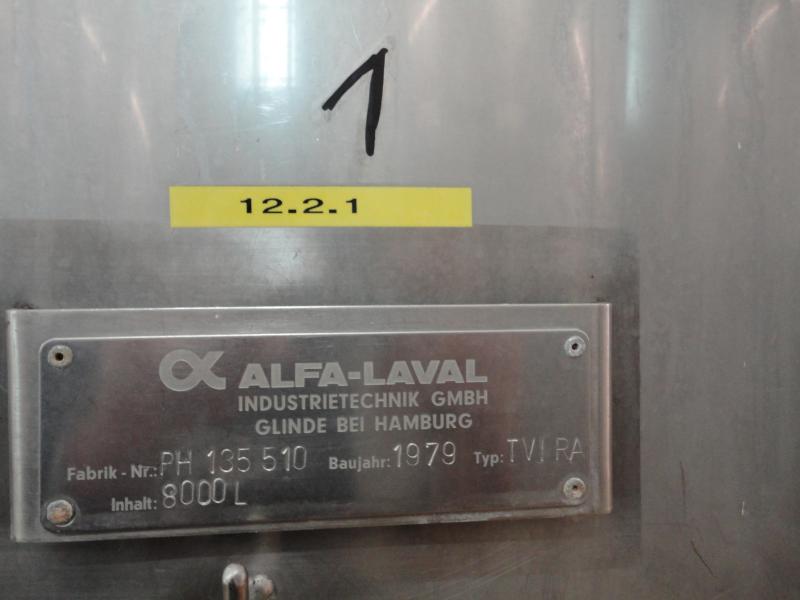 1
12.2.1
ALFA-LAVAL
INDUSTRIETECHNIK GMBH
GLINDE BEI HAMBURG
Fabrik - Nr.: PH 135 510 Baujahr: 1979 Typ: TVI RA
Inhalt: 8000 L